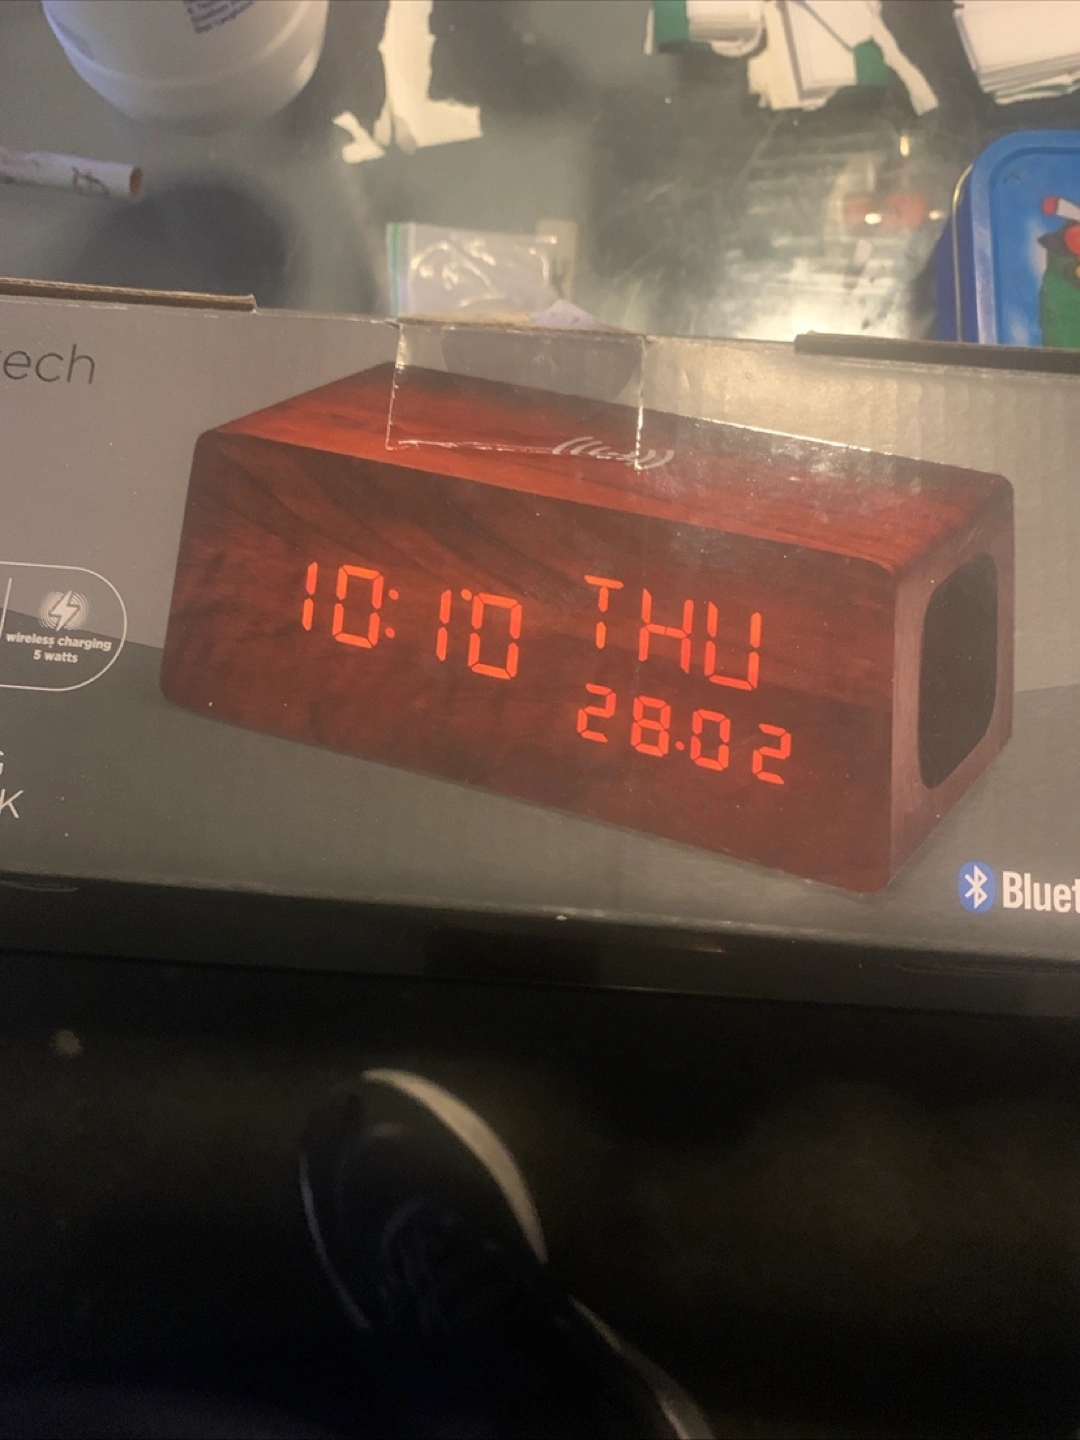 ech
10:10
THU
28.02
wireless charging
5 watts
G
K
Bluet